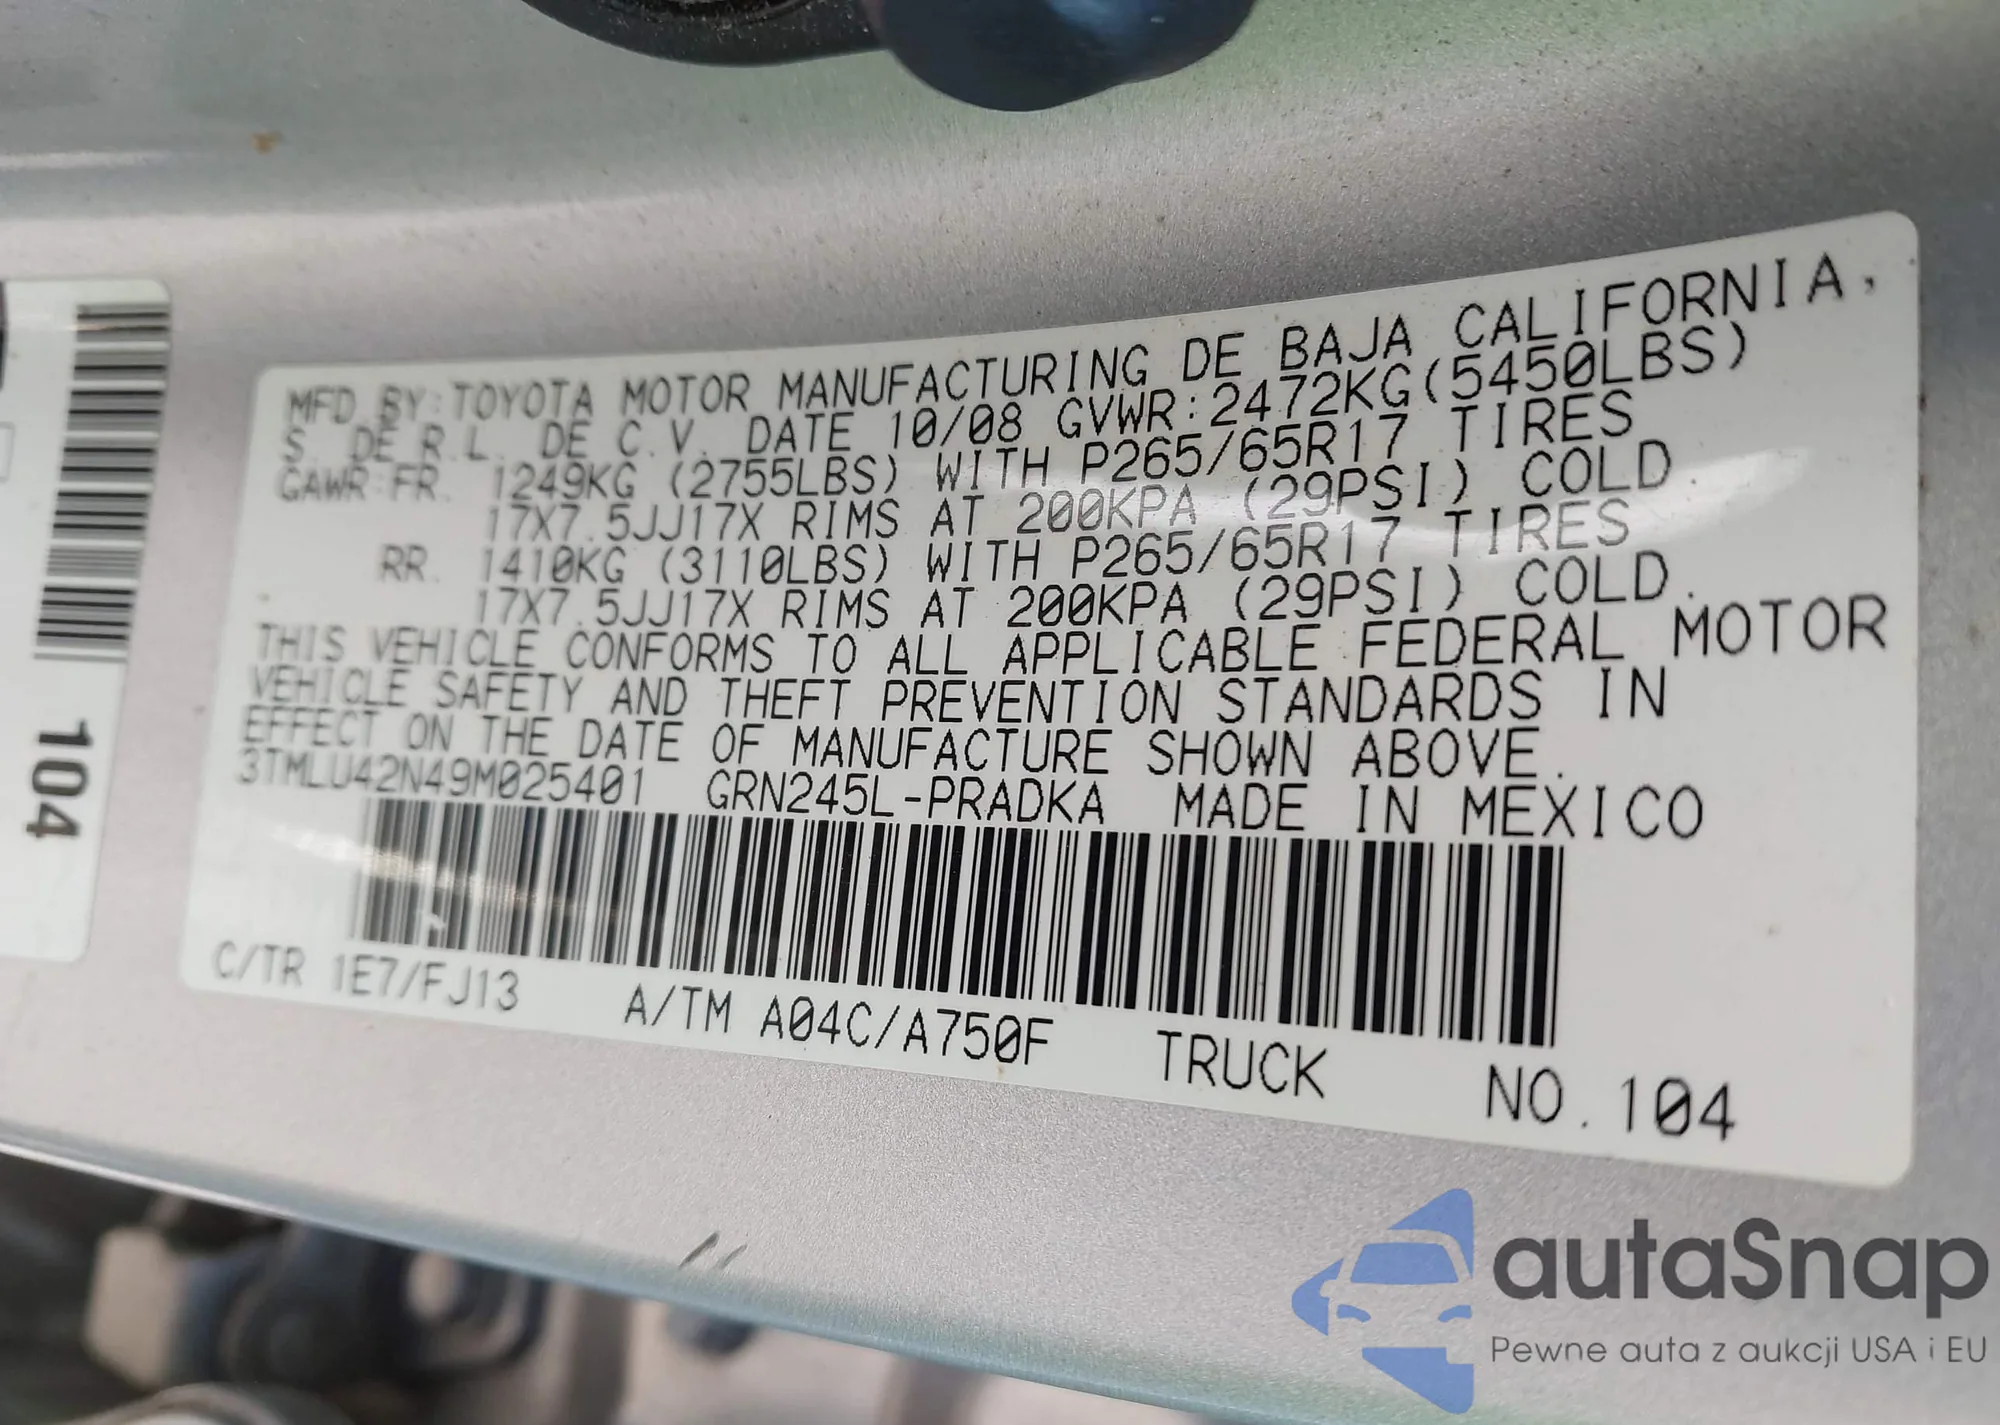 MFD BY:TOYOTA MOTOR MANUFACTURING DE BAJA CALIFORNIA,
S. DE R.L. DE C.V. DATE 10/08 GVWR:2472KG(5450LBS)
GAWR:FR. 1249KG (2755LBS) WITH P265/65R17 TIRES
17X7.5JJ17X RIMS AT 200KPA (29PSI) COLD.
RR. 1410KG (3110LBS) WITH P265/65R17 TIRES
17X7.5JJ17X RIMS AT 200KPA (29PSI) COLD.
THIS VEHICLE CONFORMS TO ALL APPLICABLE FEDERAL MOTOR
VEHICLE SAFETY AND THEFT PREVENTION STANDARDS IN
EFFECT ON THE DATE OF MANUFACTURE SHOWN ABOVE.
3TMLU42N49M025401 GRN245L-PRADKA MADE IN MEXICO
C/TR 1E7/FJ13 A/TM A04C/A750F TRUCK NO.104
104
autaSnap
Pewne auta z aukcji USA i EU